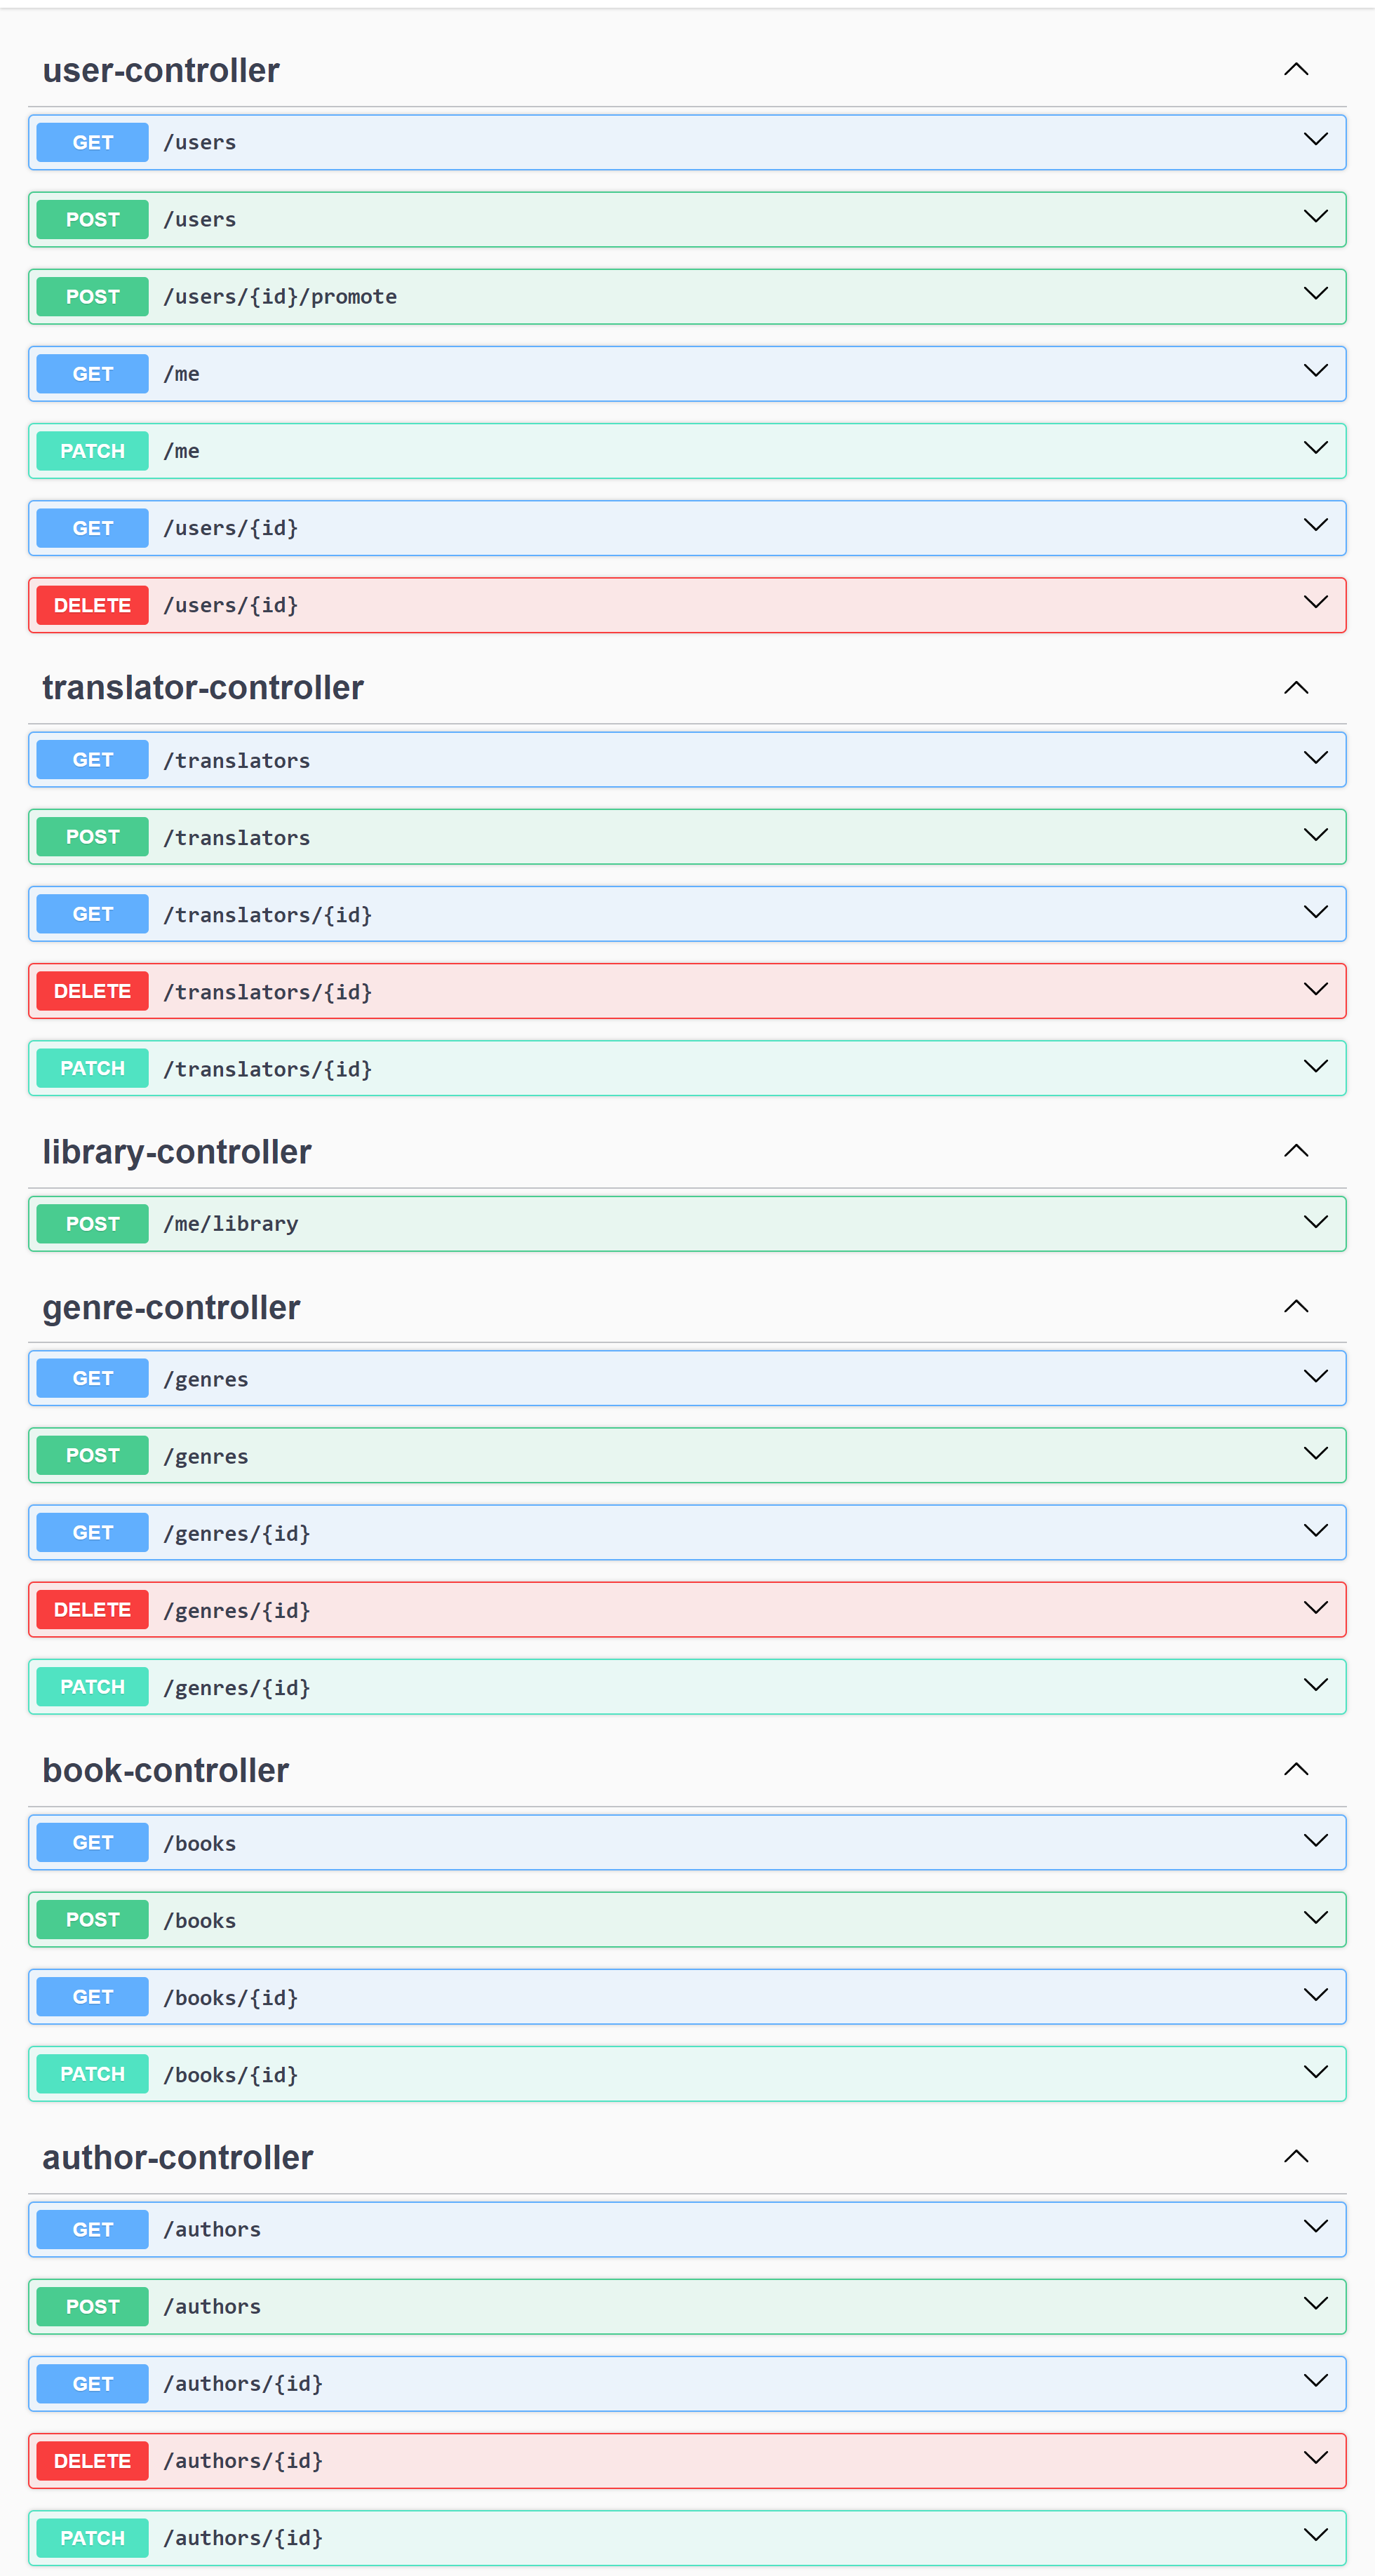 user-controller
GET /users
POST /users
POST /users/{id}/promote
GET /me
PATCH /me
GET /users/{id}
DELETE /users/{id}
translator-controller
GET /translators
POST /translators
GET /translators/{id}
DELETE /translators/{id}
PATCH /translators/{id}
library-controller
POST /me/library
genre-controller
GET /genres
POST /genres
GET /genres/{id}
DELETE /genres/{id}
PATCH /genres/{id}
book-controller
GET /books
POST /books
GET /books/{id}
PATCH /books/{id}
author-controller
GET /authors
POST /authors
GET /authors/{id}
DELETE /authors/{id}
PATCH /authors/{id}